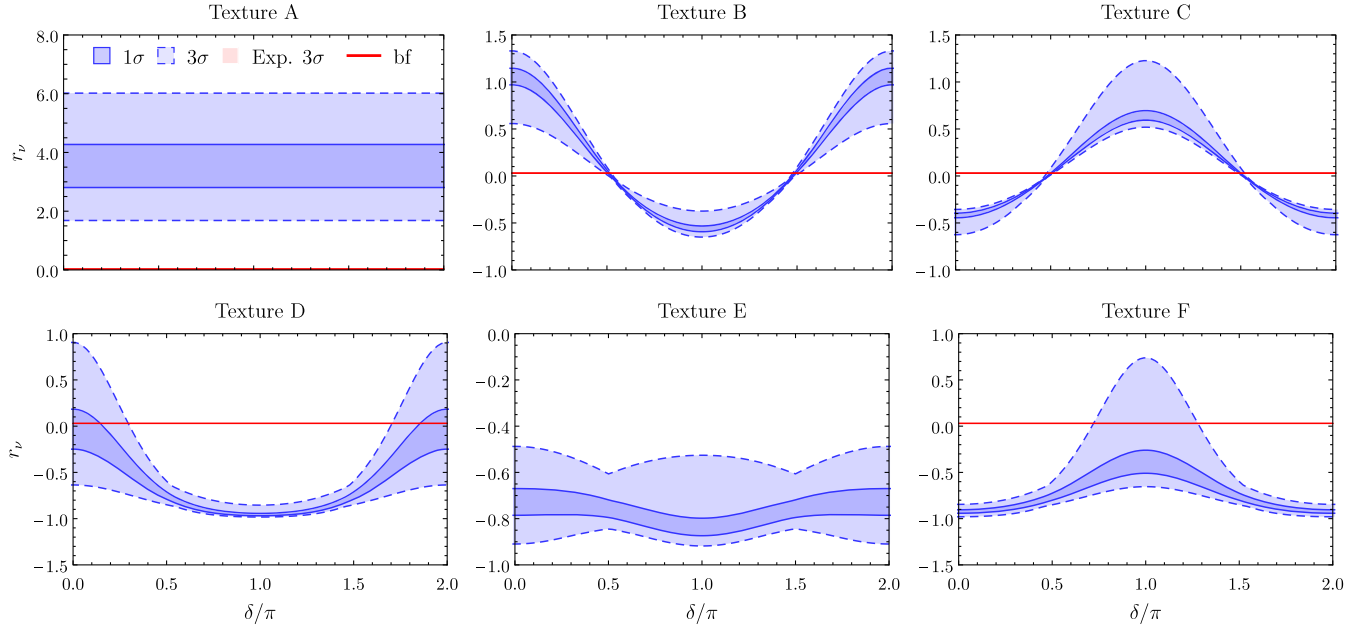 Texture A
Texture B
Texture C
8.0
6.0
4.0
2.0
0.0
r_ν
1σ 3σ Exp. 3σ bf
1.5
1.0
0.5
0.0
−0.5
−1.0
1.5
1.0
0.5
0.0
−0.5
−1.0
Texture D
Texture E
Texture F
1.0
0.5
0.0
−0.5
−1.0
−1.5
r_ν
0.0 0.5 1.0 1.5 2.0
δ/π
0.0
−0.2
−0.4
−0.6
−0.8
−1.0
0.0 0.5 1.0 1.5 2.0
δ/π
1.0
0.5
0.0
−0.5
−1.0
−1.5
0.0 0.5 1.0 1.5 2.0
δ/π